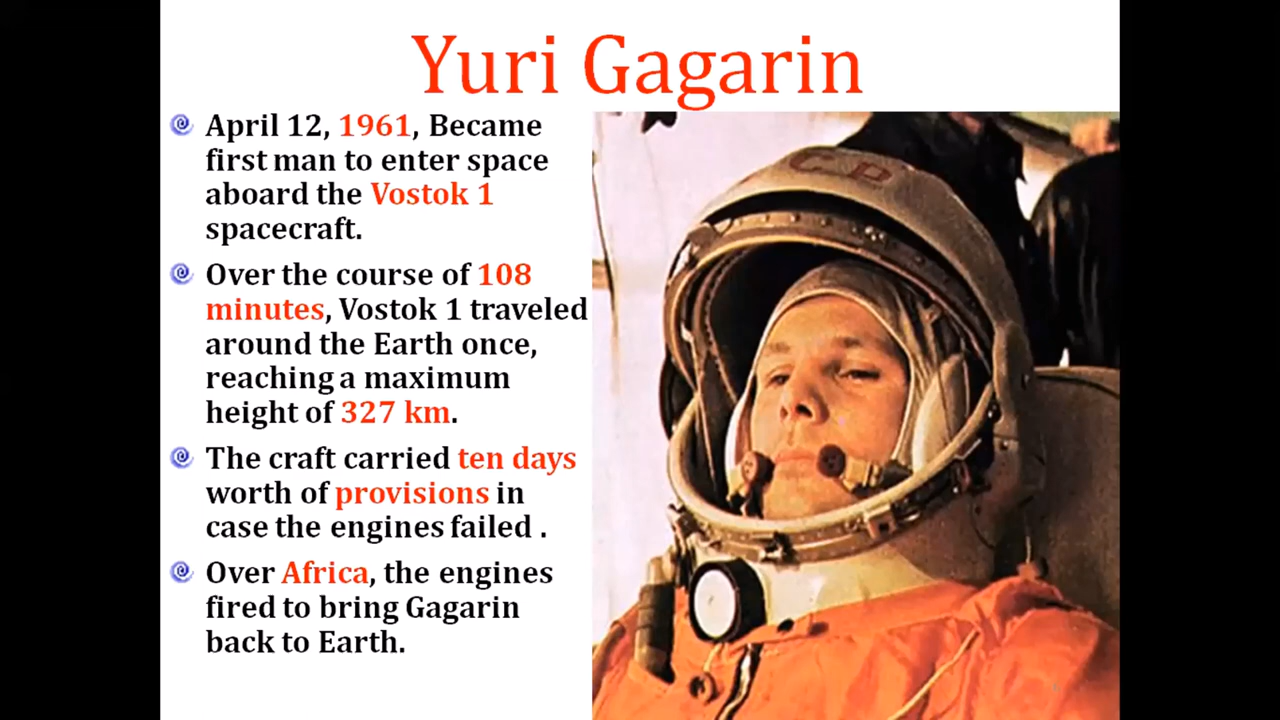 Yuri Gagarin
April 12, 1961, Became
first man to enter space
aboard the Vostok 1
spacecraft.
Over the course of 108
minutes, Vostok 1 traveled
around the Earth once,
reaching a maximum
height of 327 km.
The craft carried ten days
worth of provisions in
case the engines failed .
Over Africa, the engines
fired to bring Gagarin
back to Earth.